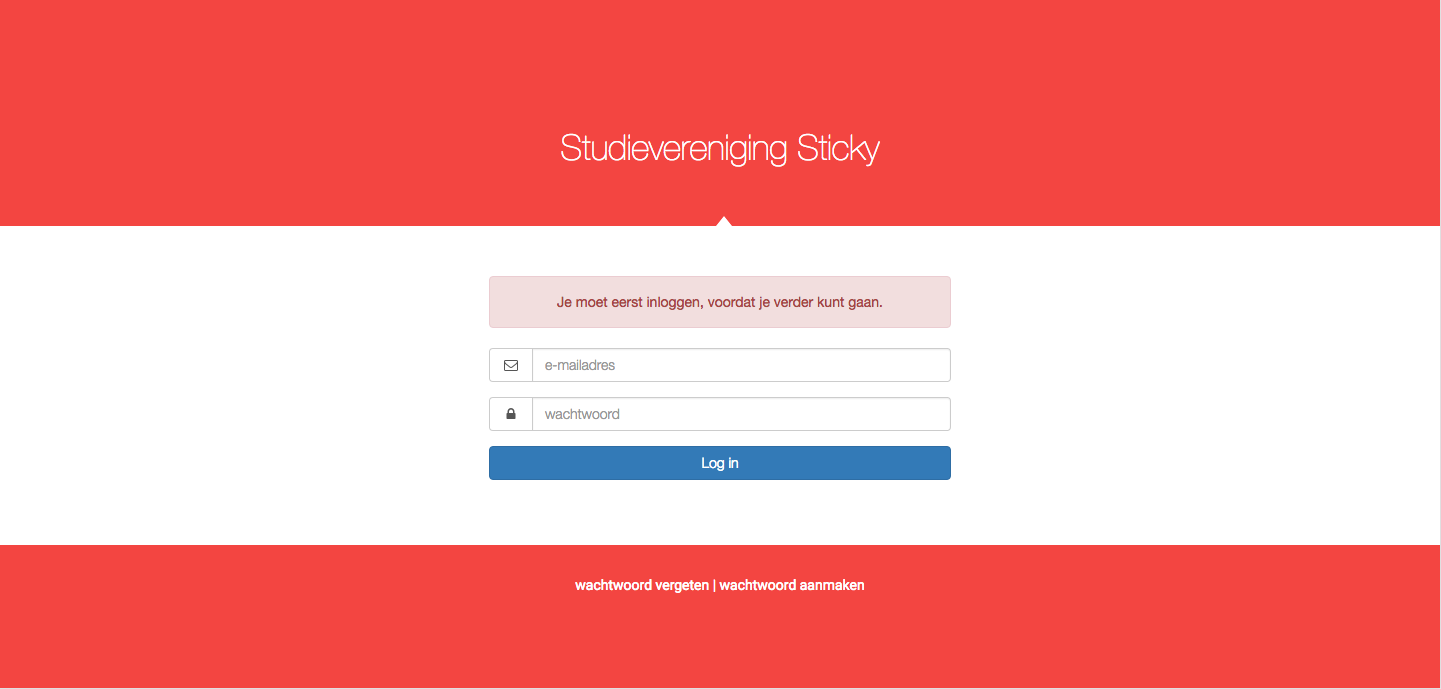 Studievereniging Sticky
Je moet eerst inloggen, voordat je verder kunt gaan.
e-mailadres
wachtwoord
Log in
wachtwoord vergeten | wachtwoord aanmaken